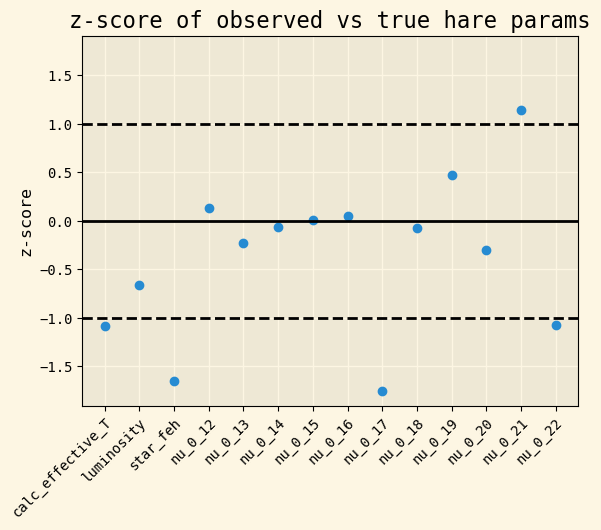 z-score of observed vs true hare params
z-score
1.5
1.0
0.5
0.0
−0.5
−1.0
−1.5
calc_effective_T
luminosity
star_feh
nu_0_12
nu_0_13
nu_0_14
nu_0_15
nu_0_16
nu_0_17
nu_0_18
nu_0_19
nu_0_20
nu_0_21
nu_0_22